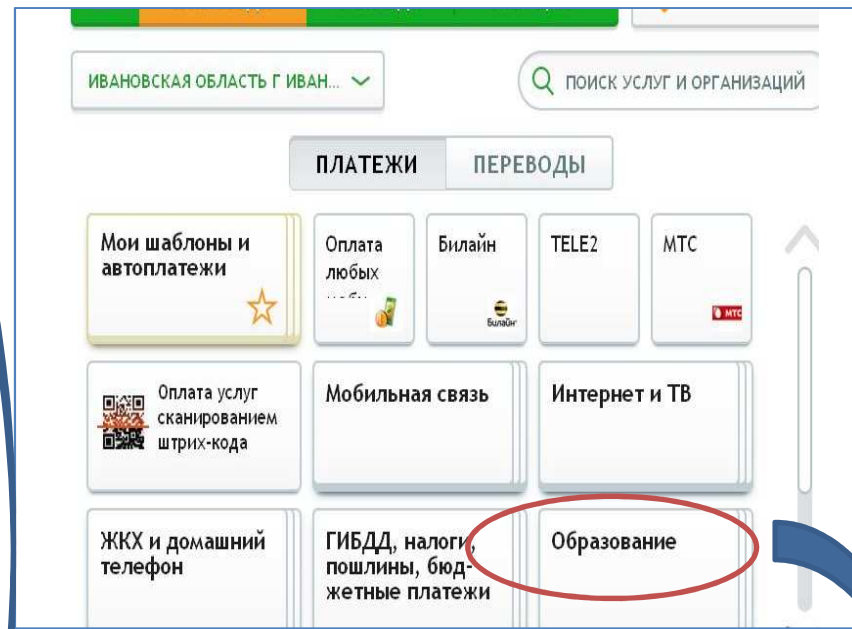 ИВАНОВСКАЯ ОБЛАСТЬ Г ИВАН...
ПОИСК УСЛУГ И ОРГАНИЗАЦИЙ
ПЛАТЕЖИ
ПЕРЕВОДЫ
Мои шаблоны и
автоплатежи
Оплата
любых
Билайн
Билайн
TELE2
МТС
МТС
Оплата услуг
сканированием
штрих-кода
Мобильная связь
Интернет и ТВ
ЖКХ и домашний
телефон
ГИБДД, налоги,
пошлины, бюд-
жетные платежи
Образование